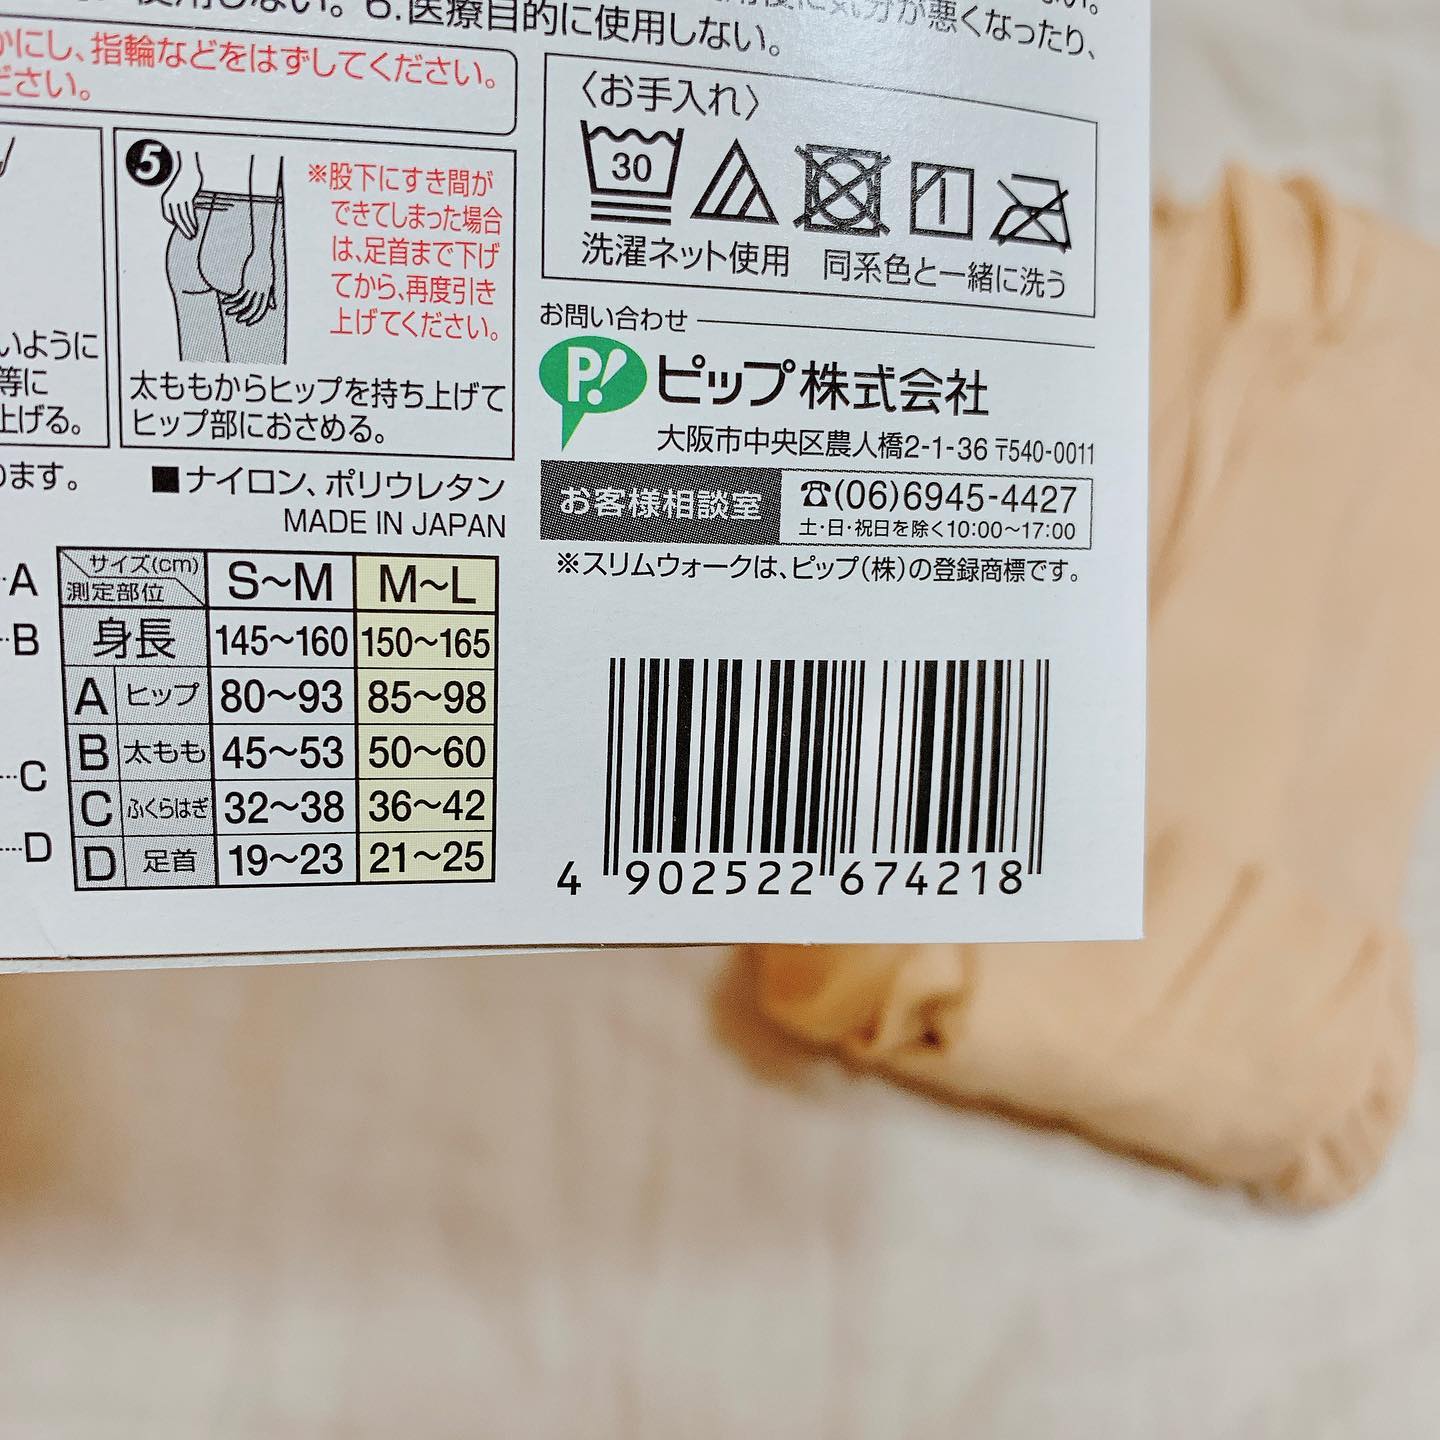 使用しない。6.医療目的に使用しない。
気分が悪くなったり、
かにし、指輪などをはずしてください。
ださい。
〈お手入れ〉
30
洗濯ネット使用 同系色と一緒に洗う
5
※股下にすき間が
できてしまった場合
は、足首まで下げ
てから、再度引き
上げてください。
太ももからヒップを持ち上げて
ヒップ部におさめる。
いように
等に
上げる。
ります。
■ナイロン、ポリウレタン
MADE IN JAPAN
お問い合わせ
P!
ピップ株式会社
大阪市中央区農人橋2-1-36 〒540-0011
お客様相談室 ☎(06)6945-4427
土・日・祝日を除く10:00～17:00
※スリムウォークは、ピップ(株)の登録商標です。
A
B
C
D
サイズ(cm) 測定部位 S～M M～L
身長 145～160 150～165
A ヒップ 80～93 85～98
B 太もも 45～53 50～60
C ふくらはぎ 32～38 36～42
D 足首 19～23 21～25
4 902522 674218